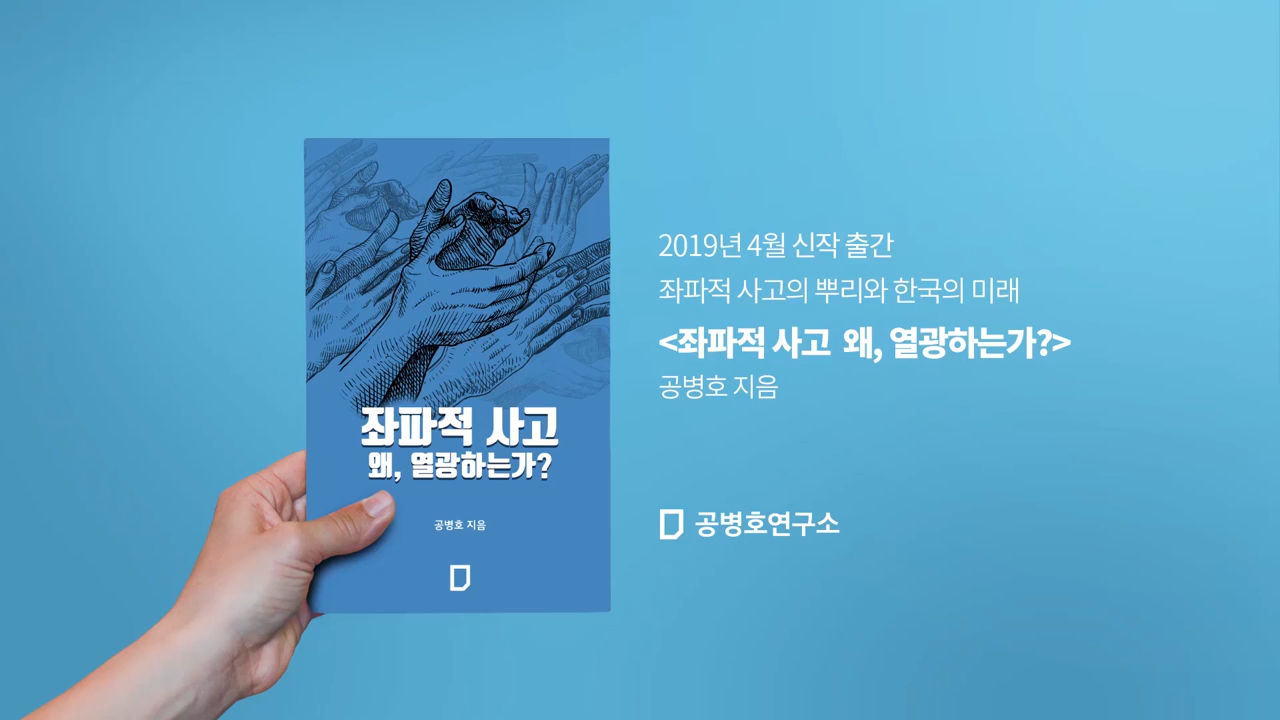 좌파적 사고
왜, 열광하는가?
공병호 지음
2019년 4월 신작 출간
좌파적 사고의 뿌리와 한국의 미래
<좌파적 사고 왜, 열광하는가?>
공병호 지음
공병호연구소